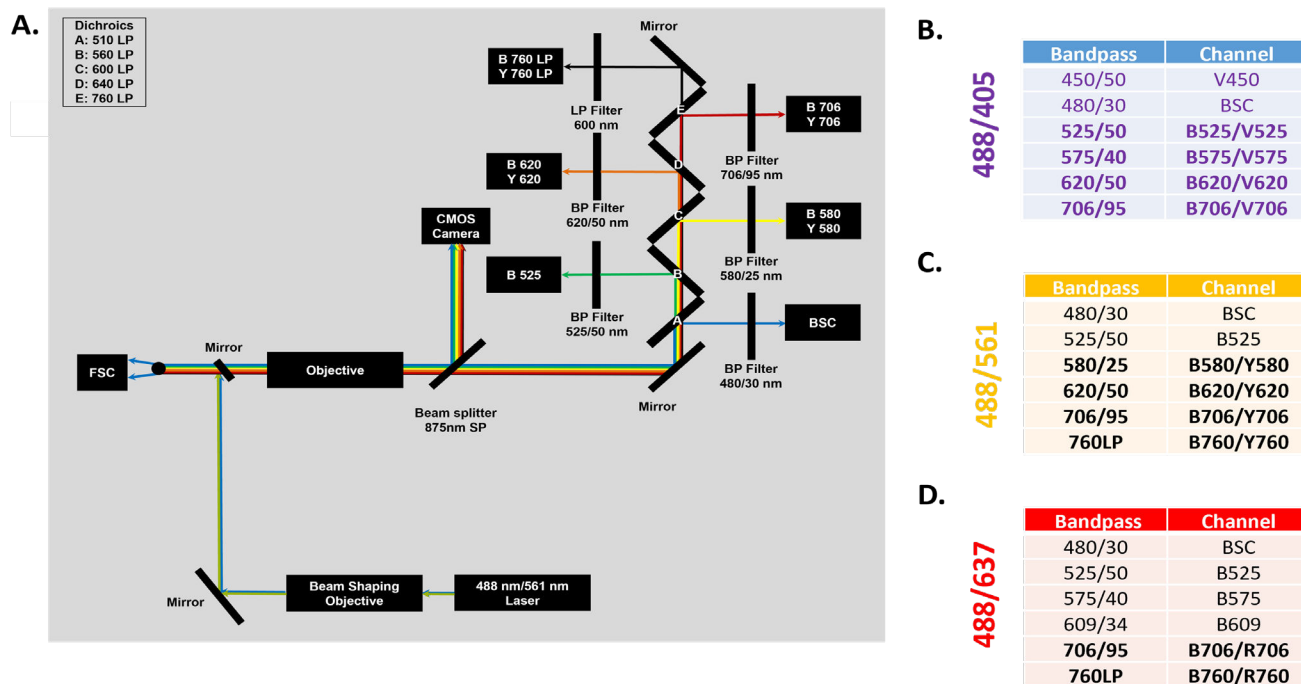 A.
Dichroics
A: 510 LP
B: 560 LP
C: 600 LP
D: 640 LP
E: 760 LP
Mirror
B 760 LP
Y 760 LP
LP Filter
600 nm
E
B 706
Y 706
BP Filter
706/95 nm
D
B 620
Y 620
BP Filter
620/50 nm
C
B 580
Y 580
BP Filter
580/25 nm
CMOS
Camera
B
B 525
BP Filter
525/50 nm
A
BSC
BP Filter
480/30 nm
Mirror
FSC
Mirror
Objective
Beam splitter
875nm SP
Mirror
Beam Shaping
Objective
488 nm/561 nm
Laser
B.
488/405
Bandpass Channel
450/50 V450
480/30 BSC
525/50 B525/V525
575/40 B575/V575
620/50 B620/V620
706/95 B706/V706
C.
488/561
Bandpass Channel
480/30 BSC
525/50 B525
580/25 B580/Y580
620/50 B620/Y620
706/95 B706/Y706
760LP B760/Y760
D.
488/637
Bandpass Channel
480/30 BSC
525/50 B525
575/40 B575
609/34 B609
706/95 B706/R706
760LP B760/R760